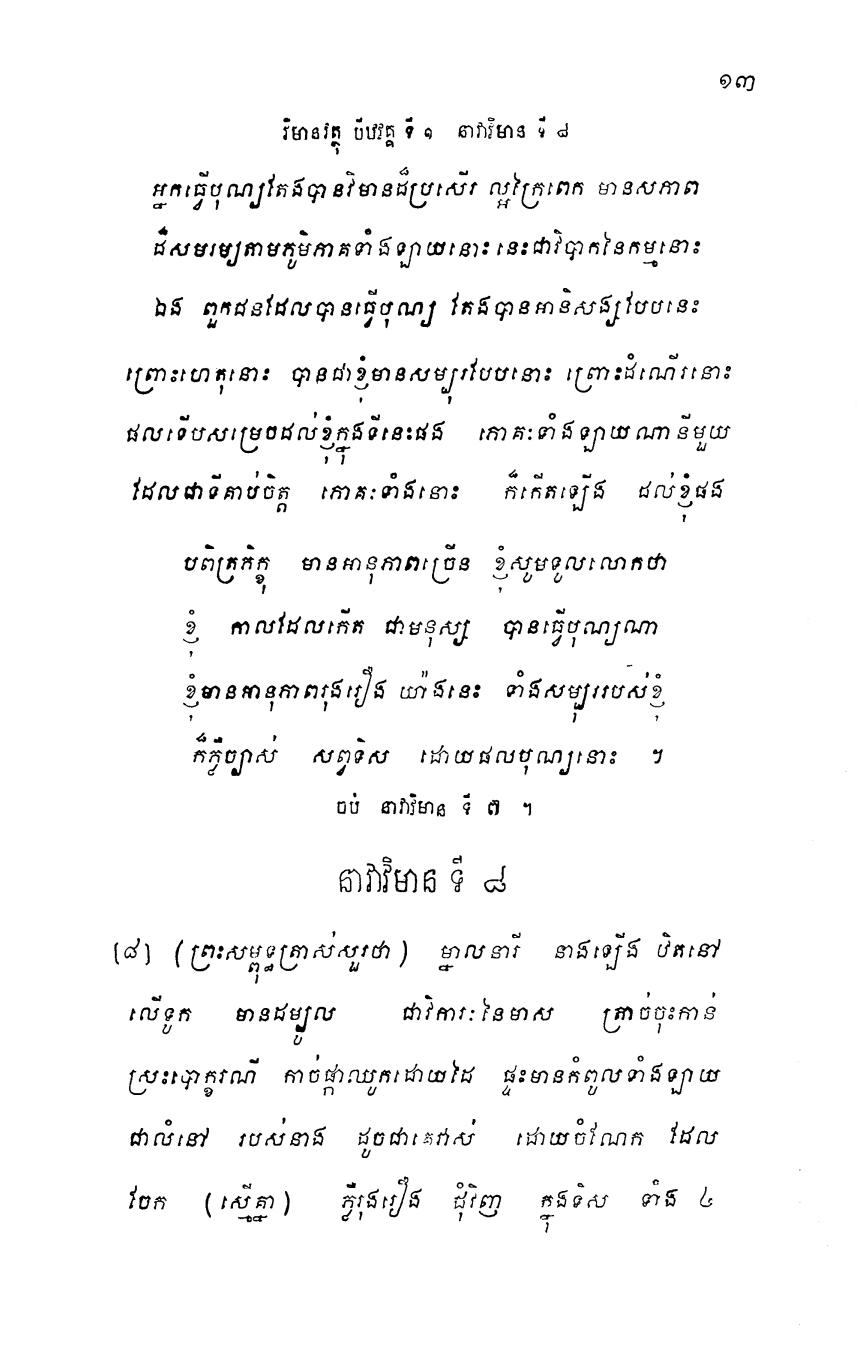 ១៣
វិមានវត្ថុ បីឋវគ្គ ទី ១ នាវាវិមាន ទី ៨
អ្នកធ្វើបុណ្យតែងបានវិមានដ៏ប្រសើរ ល្អក្រៃពេក មានសភាព
ដ៏សមរម្យតាមភូមិភាគទាំងឡាយនោះ នេះជាវិបាកនៃកម្មនោះ
ឯង ពួកជនដែលបានធ្វើបុណ្យ តែងបានអានិសង្សបែបនេះ
ព្រោះហេតុនោះ បានជាខ្ញុំមានសម្បុរបែបនោះ ព្រោះដំណើរនោះ
ផលទើបសម្រេចដល់ខ្ញុំក្នុងទីនេះផង ភោគៈទាំងឡាយណានីមួយ
ដែលជាទីគាប់ចិត្ត ភោគៈទាំងនោះ ក៏កើតឡើង ដល់ខ្ញុំផង
បពិត្រភិក្ខុ មានអានុភាពច្រើន ខ្ញុំសូមទូលលោកថា
ខ្ញុំ កាលដែលកើត ជាមនុស្ស បានធ្វើបុណ្យណា
ខ្ញុំមានអានុភាពរុងរឿង យ៉ាងនេះ ទាំងសម្បុររបស់ខ្ញុំ
ក៏ភ្លឺច្បាស់ សព្វទិស ដោយផលបុណ្យនោះ ។
ចប់ នាវាវិមាន ទី ៧ ។
នាវាវិមាន ទី ៨
[៨] (ព្រះសម្ពុទ្ធត្រាស់សួរថា) ម្នាលនារី នាងឡើង ឋិតនៅ
លើទូក មានដម្បូល ជាវិការៈនៃមាស ត្រាច់ចុះកាន់
ស្រះបោក្ខរណី កាច់ផ្កាឈូកដោយដៃ ផ្ទះមានកំពូលទាំងឡាយ
ជាលំនៅ របស់នាង ដូចជាគេវាស់ ដោយចំណែក ដែល
ចែក (ស្មើគ្នា) ភ្លឺរុងរឿង ជុំវិញ ក្នុងទិស ទាំង ៤